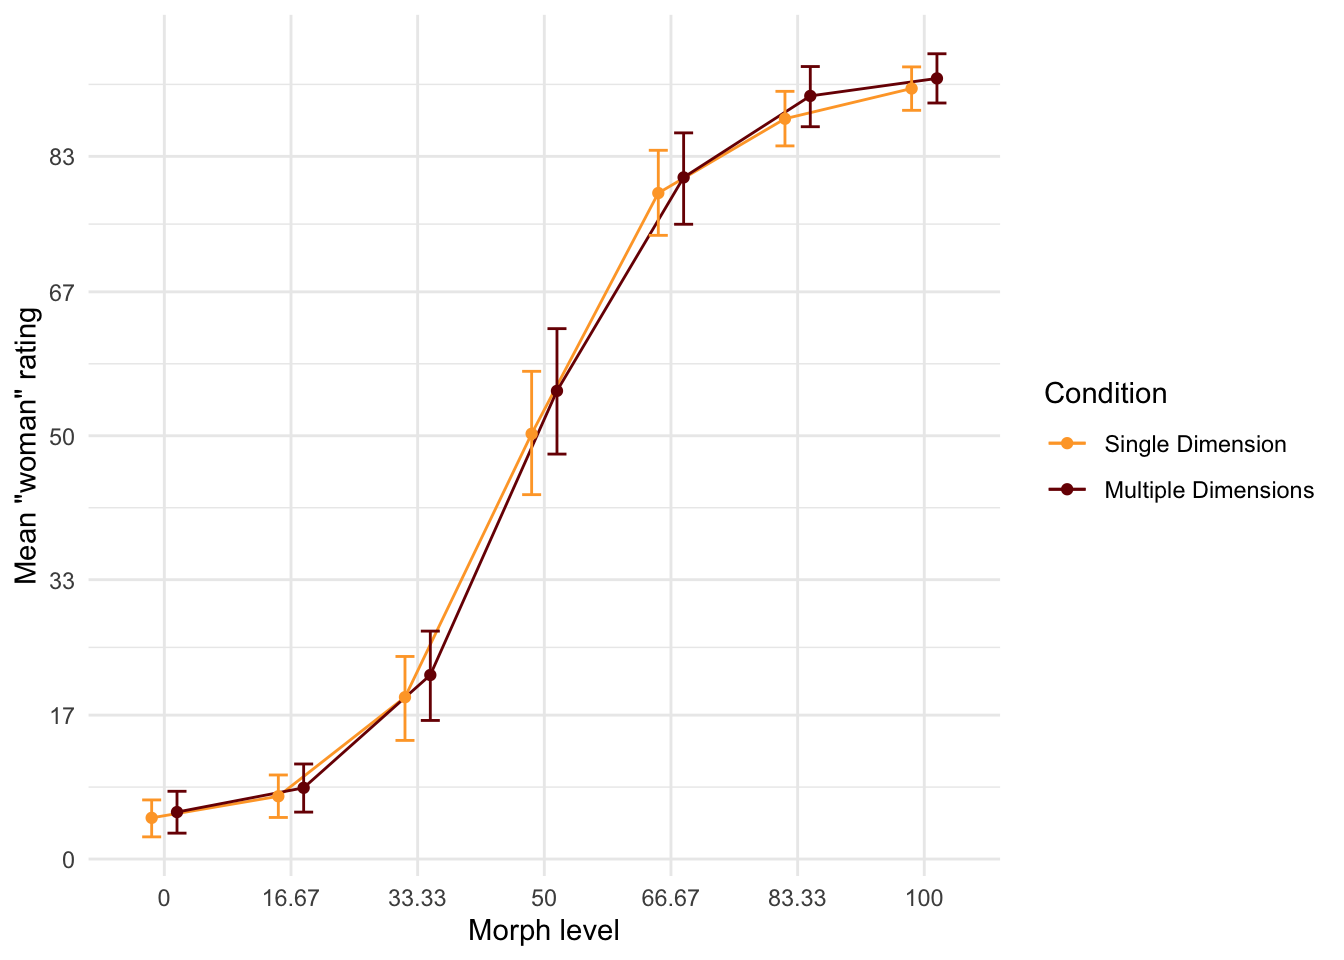 Mean "woman" rating
83
67
50
33
17
0
0 16.67 33.33 50 66.67 83.33 100
Morph level
Condition
Single Dimension
Multiple Dimensions